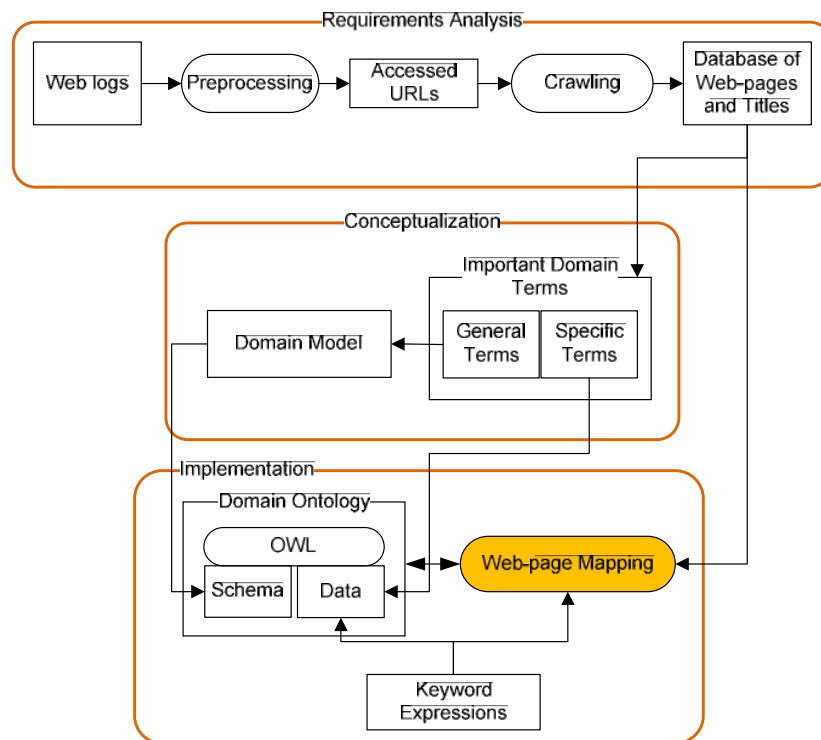 Requirements Analysis
Web logs
Preprocessing
Accessed
URLs
Crawling
Database of
Web-pages
and Titles
Conceptualization
Important Domain
Terms
Domain Model
General
Terms
Specific
Terms
Implementation
Domain Ontology
OWL
Schema
Data
Web-page Mapping
Keyword
Expressions